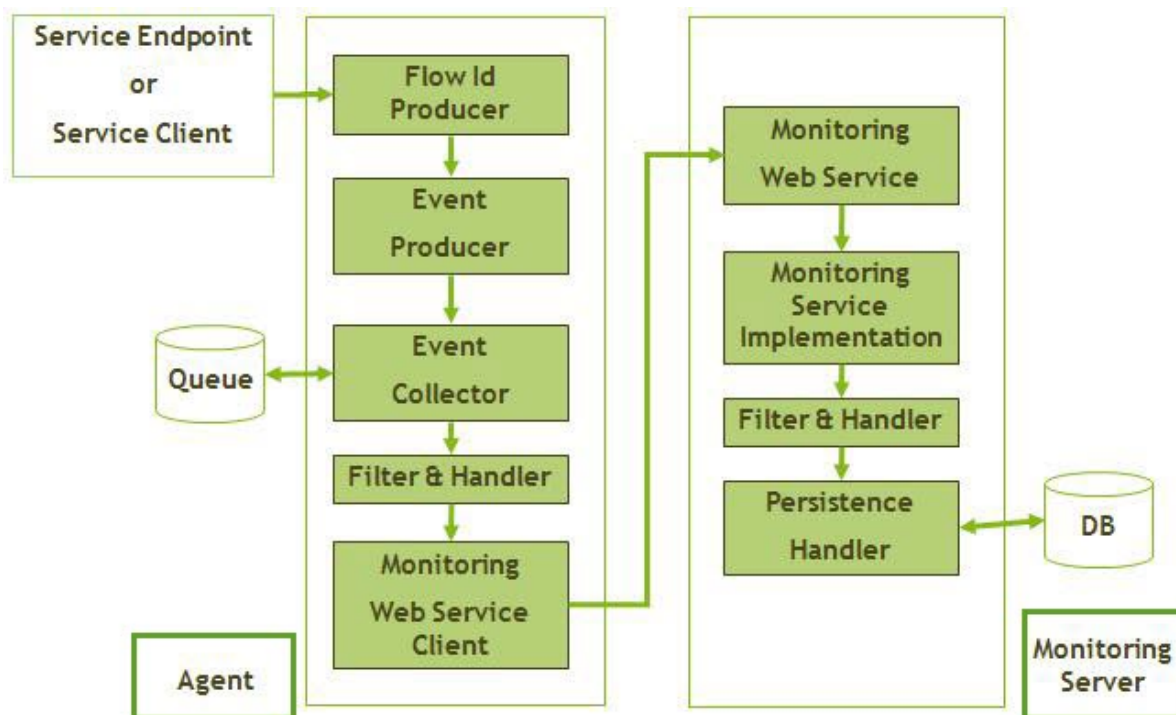 Service Endpoint
or
Service Client
Flow Id
Producer
Event
Producer
Queue
Event
Collector
Filter & Handler
Monitoring
Web Service
Client
Agent
Monitoring
Web Service
Monitoring
Service
Implementation
Filter & Handler
Persistence
Handler
DB
Monitoring
Server